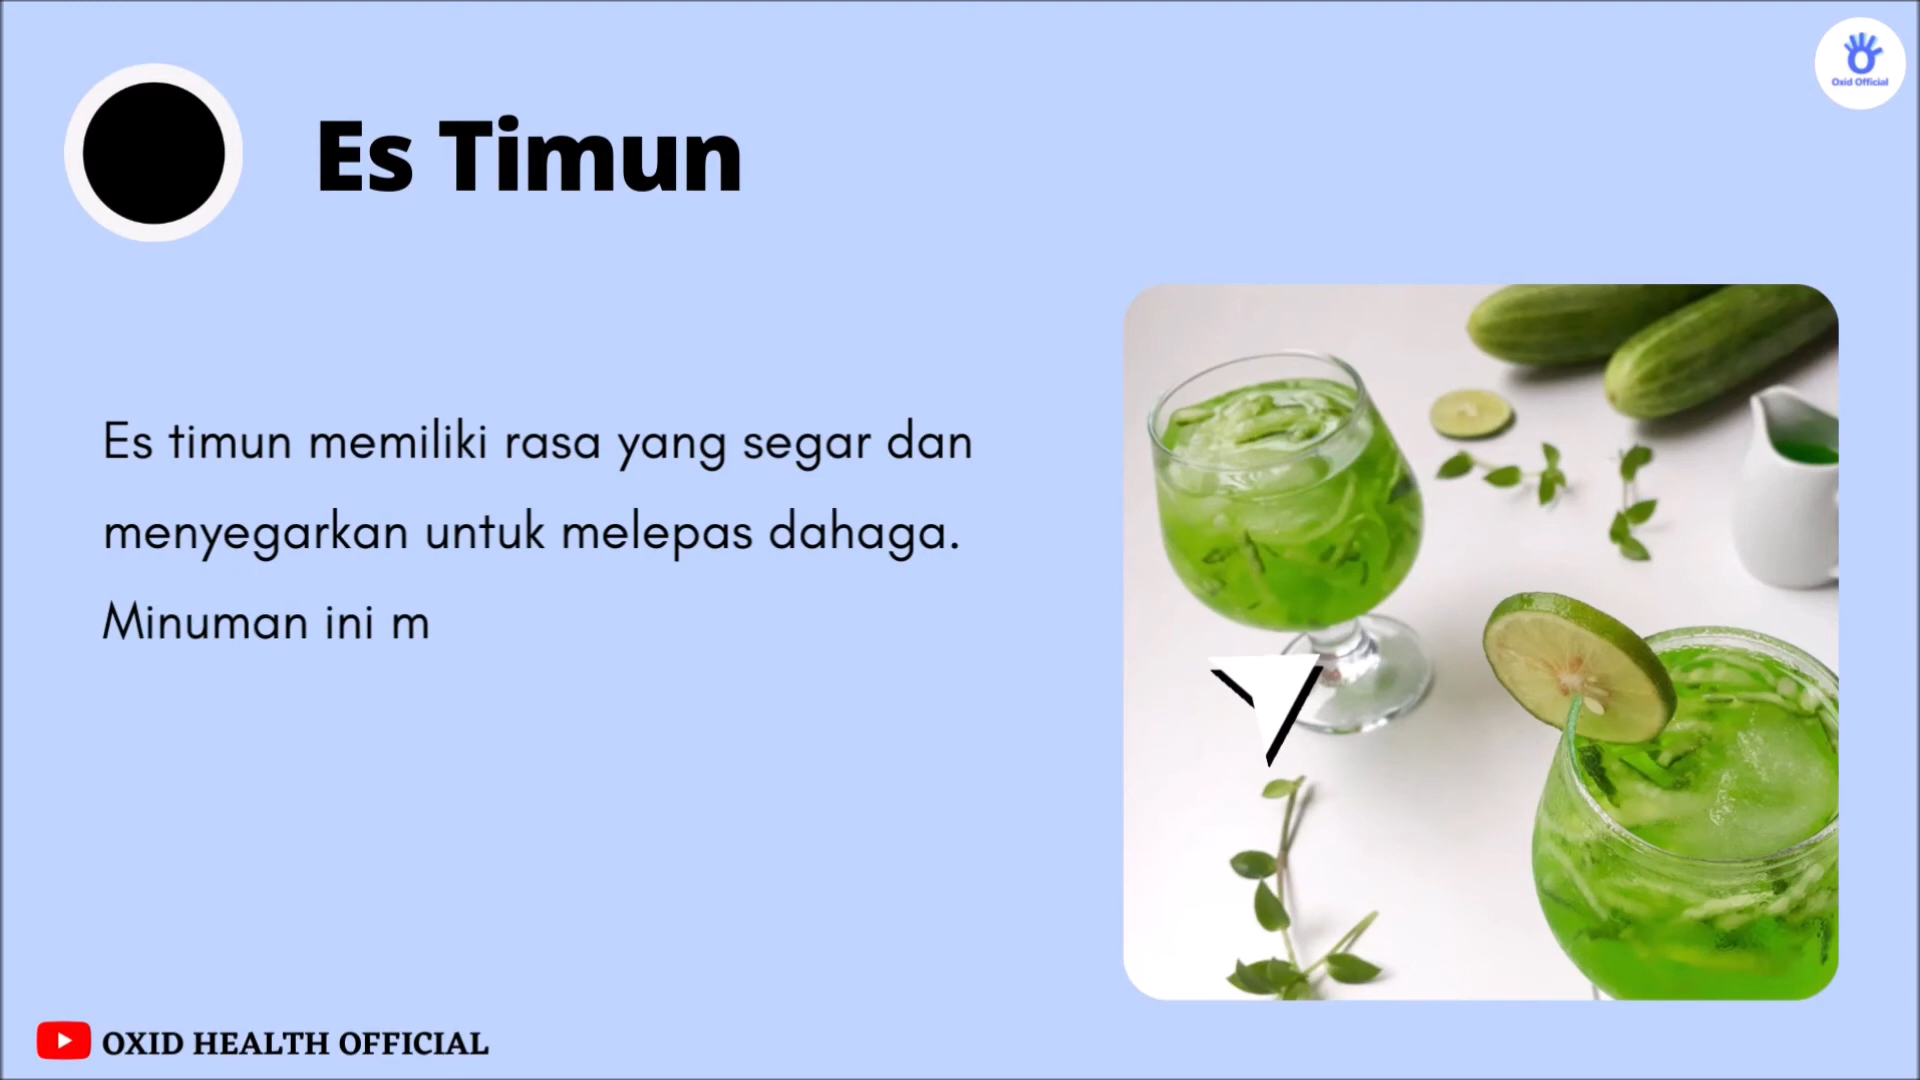 Oxid Official
Es Timun
Es timun memiliki rasa yang segar dan
menyegarkan untuk melepas dahaga.
Minuman ini m
OXID HEALTH OFFICIAL